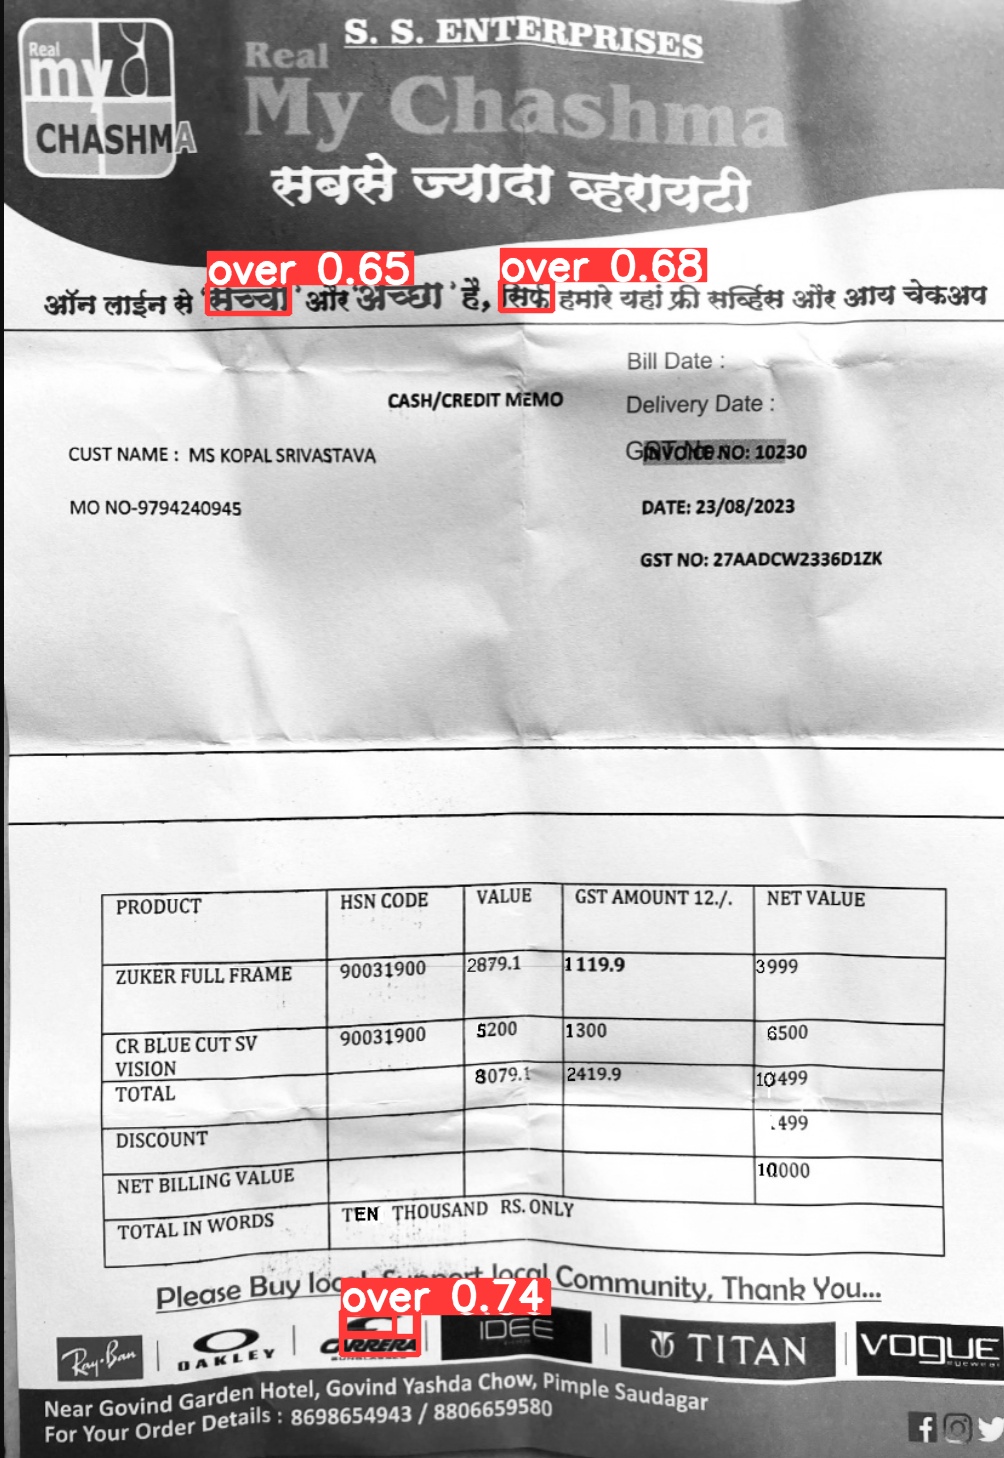 S. S. ENTERPRISES
Real
My Chashma
Real
my
CHASHMA
सबसे ज्यादा व्हरायटी
over 0.65
over 0.68
ऑन लाईन से 'सच्चा' और 'अच्छा' है, सिर्फ हमारे यहां फ्री सर्व्हिस और आय चेकअप
Bill Date :
CASH/CREDIT MEMO
Delivery Date :
CUST NAME : MS KOPAL SRIVASTAVA
INVOICE NO: 10230
MO NO-9794240945
DATE: 23/08/2023
GST NO: 27AADCW2336D1ZK
PRODUCT HSN CODE VALUE GST AMOUNT 12./. NET VALUE
ZUKER FULL FRAME 90031900 2879.1 1119.9 3999
CR BLUE CUT SV VISION 90031900 5200 1300 6500
TOTAL 8079.1 2419.9 10499
DISCOUNT .499
NET BILLING VALUE 10000
TOTAL IN WORDS TEN THOUSAND RS. ONLY
Please Buy local Support local Community, Thank You...
over 0.74
Ray-Ban OAKLEY CARRERA IDEE TITAN VOGUE
eyewear
Near Govind Garden Hotel, Govind Yashda Chow, Pimple Saudagar
For Your Order Details : 8698654943 / 8806659580